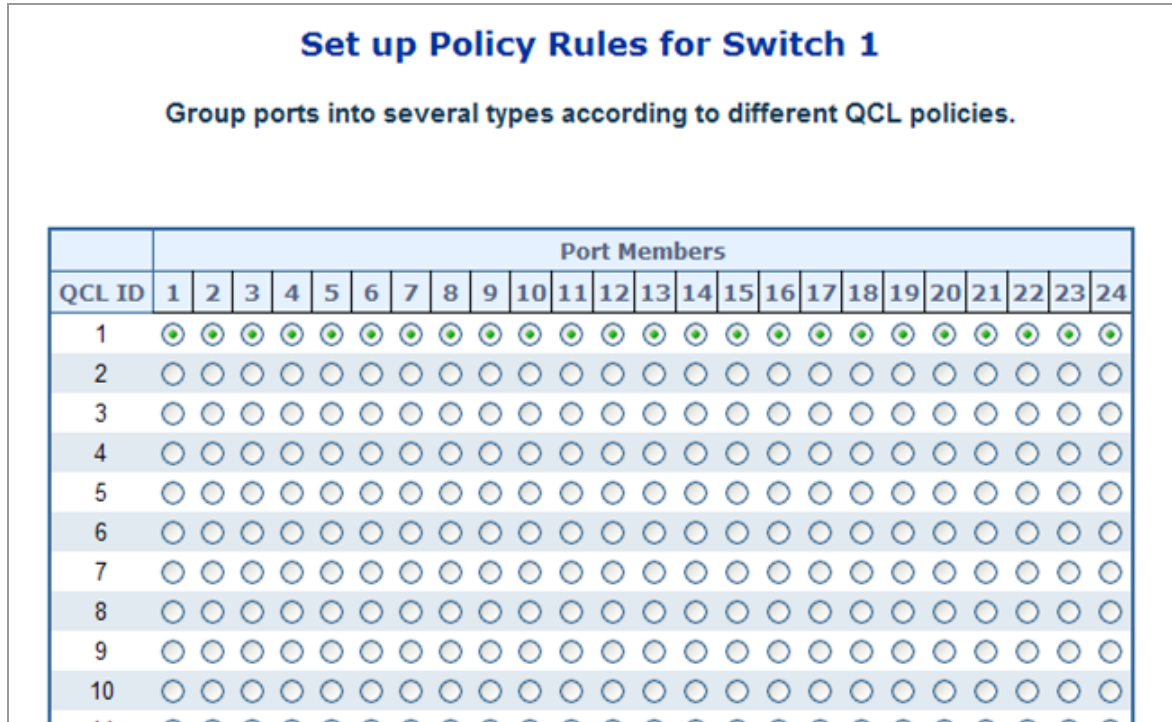 Set up Policy Rules for Switch 1
Group ports into several types according to different QCL policies.
Port Members
QCL ID 1 2 3 4 5 6 7 8 9 10 11 12 13 14 15 16 17 18 19 20 21 22 23 24
1
2
3
4
5
6
7
8
9
10